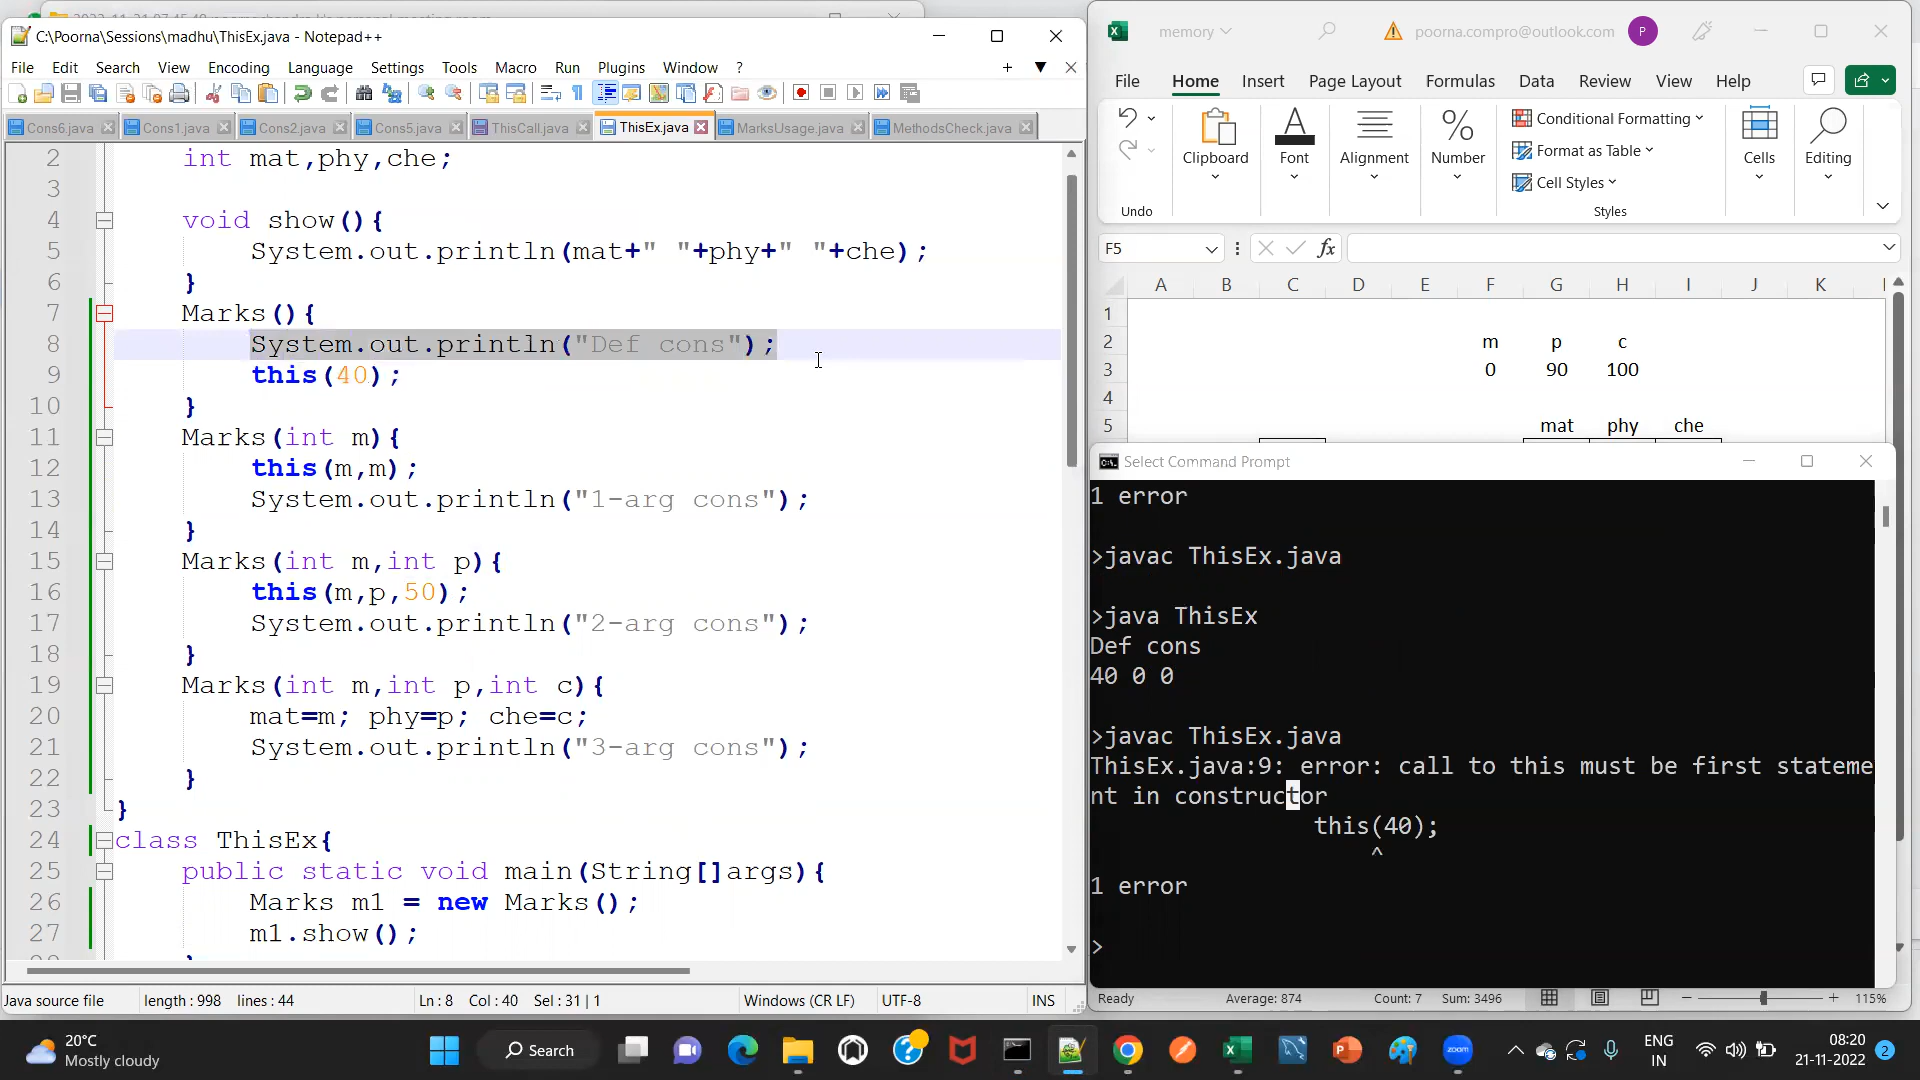 C:\Poorna\Sessions\madhu\ThisEx.java - Notepad++
File Edit Search View Encoding Language Settings Tools Macro Run Plugins Window ?
Cons6.java Cons1.java Cons2.java Cons5.java ThisCall.java ThisEx.java MarksUsage.java MethodsCheck.java
2 int mat,phy,che;
3
4 void show(){
5 System.out.println(mat+" "+phy+" "+che);
6 }
7 Marks(){
8 System.out.println("Def cons");
9 this(40);
10 }
11 Marks(int m){
12 this(m,m);
13 System.out.println("1-arg cons");
14 }
15 Marks(int m,int p){
16 this(m,p,50);
17 System.out.println("2-arg cons");
18 }
19 Marks(int m,int p,int c){
20 mat=m; phy=p; che=c;
21 System.out.println("3-arg cons");
22 }
23 }
24 class ThisEx{
25 public static void main(String[]args){
26 Marks m1 = new Marks();
27 m1.show();
Java source file length : 998 lines : 44 Ln : 8 Col : 40 Sel : 31 | 1 Windows (CR LF) UTF-8 INS
memory poorna.compro@outlook.com P
File Home Insert Page Layout Formulas Data Review View Help
Clipboard Font Alignment Number Conditional Formatting Format as Table Cell Styles Cells Editing
Undo Styles
F5 fx
A B C D E F G H I J K
1
2 m p c
3 0 90 100
4
5 mat phy che
Select Command Prompt
1 error
>javac ThisEx.java
>java ThisEx
Def cons
40 0 0
>javac ThisEx.java
ThisEx.java:9: error: call to this must be first stateme
nt in constructor
this(40);
^
1 error
>
Ready Average: 874 Count: 7 Sum: 3496 115%
20°C
Mostly cloudy
Search
zoom
ENG
IN
08:20
21-11-2022
2